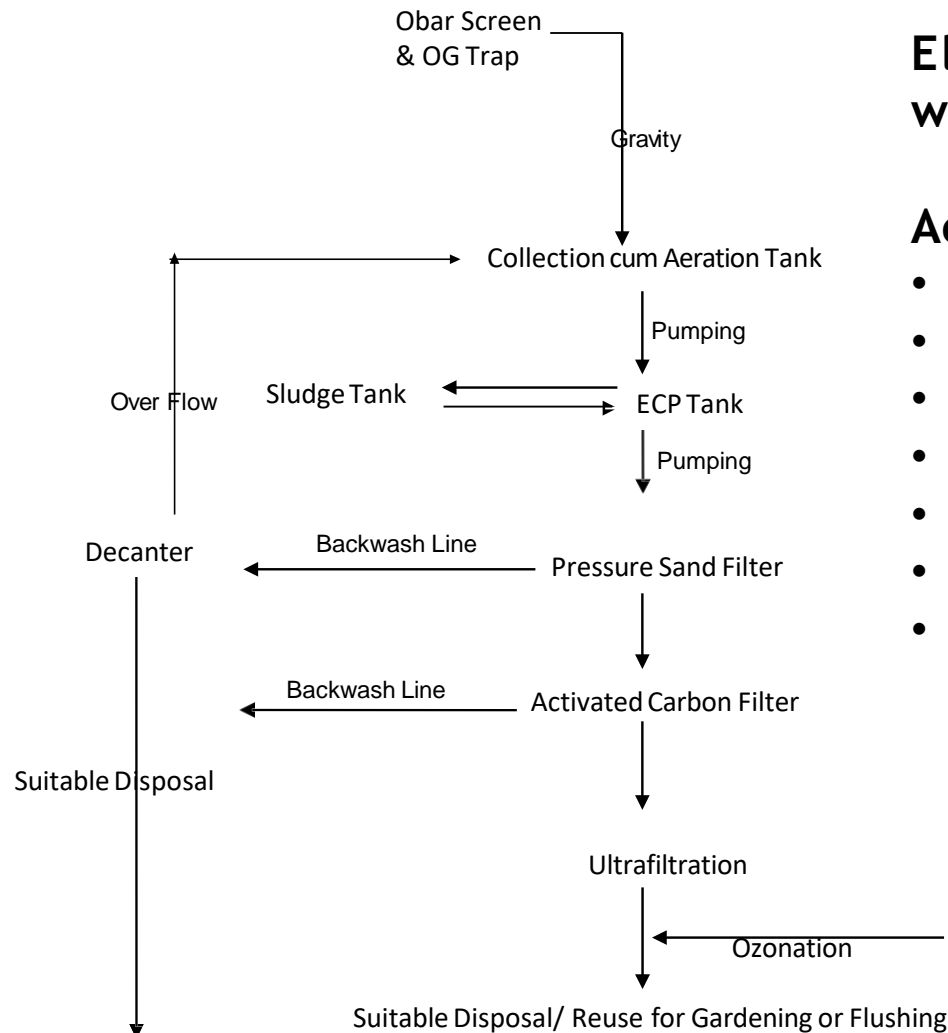 Obar Screen
& OG Trap
Gravity
Collection cum Aeration Tank
Pumping
Over Flow
Sludge Tank
ECP Tank
Pumping
Decanter
Backwash Line
Pressure Sand Filter
Backwash Line
Activated Carbon Filter
Suitable Disposal
Ultrafiltration
Ozonation
Suitable Disposal/ Reuse for Gardening or Flushing
•
•
•
•
•
•
•